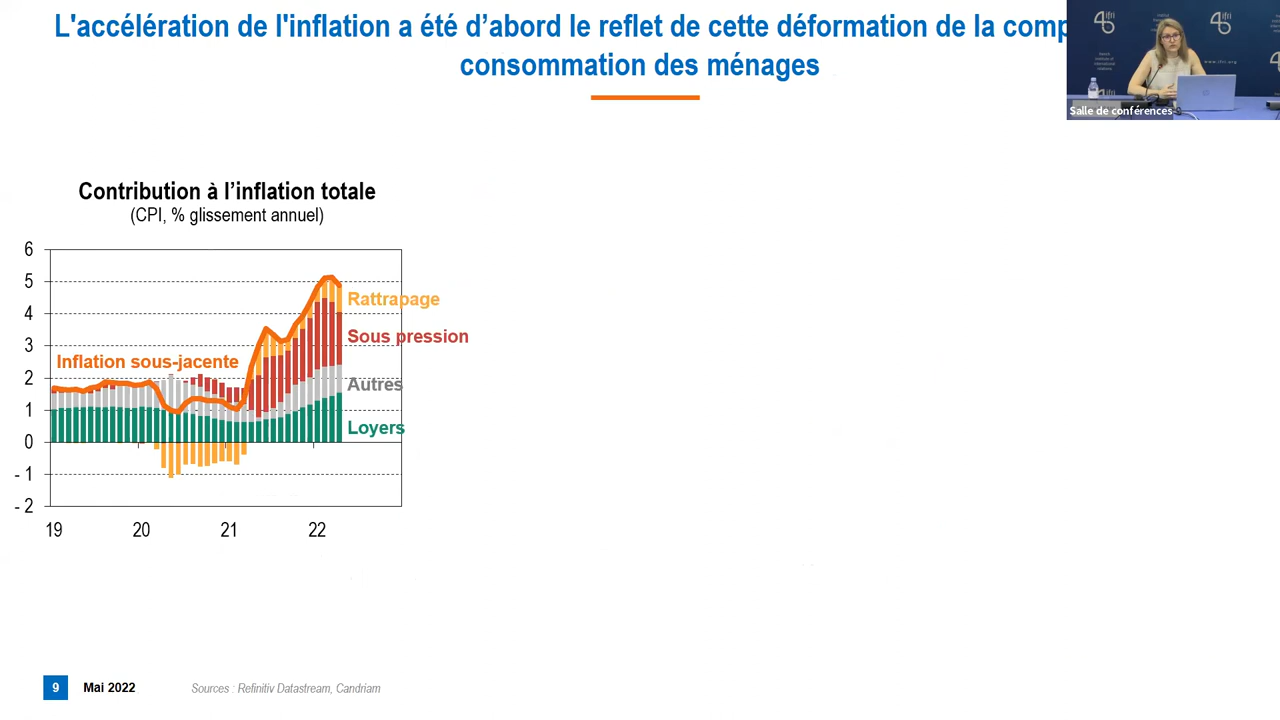 L'accélération de l'inflation a été d’abord le reflet de cette déformation de la comp
consommation des ménages
ifri
ifri
Salle de conférences
Contribution à l’inflation totale
(CPI, % glissement annuel)
6
5
4
3
2
1
0
- 1
- 2
Rattrapage
Sous pression
Inflation sous-jacente
Autres
Loyers
19 20 21 22
9 Mai 2022 Sources : Refinitiv Datastream, Candriam